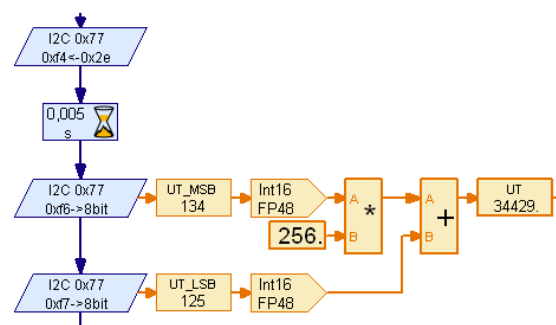 I2C 0x77
0xf4<-0x2e
0,005
s
I2C 0x77
0xf6->8bit
UT_MSB
134
Int16
FP48
A
*
B
256.
A
+
B
UT
34429.
I2C 0x77
0xf7->8bit
UT_LSB
125
Int16
FP48